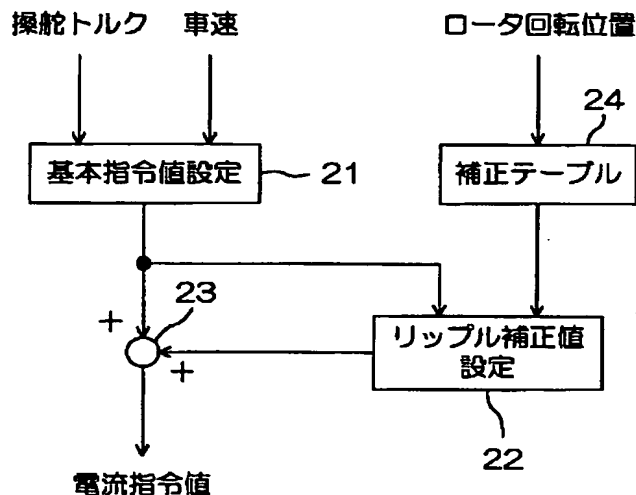 操舵トルク 車速 ロータ回転位置
24
基本指令値設定 21 補正テーブル
23
+
リップル補正値
設定
+
22
電流指令値